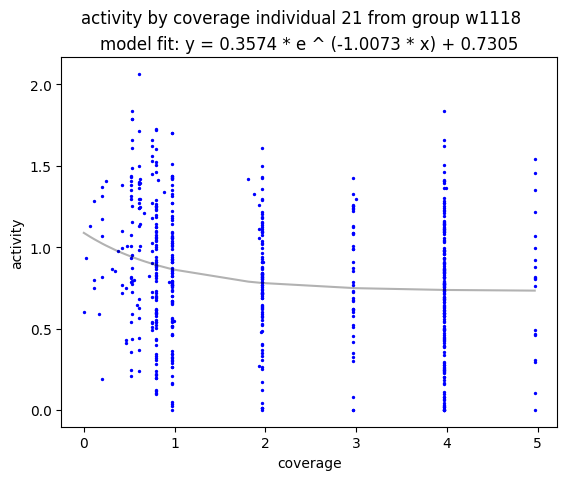 activity by coverage individual 21 from group w1118
model fit: y = 0.3574 * e ^ (-1.0073 * x) + 0.7305
2.0
1.5
1.0
0.5
0.0
activity
0 1 2 3 4 5
coverage